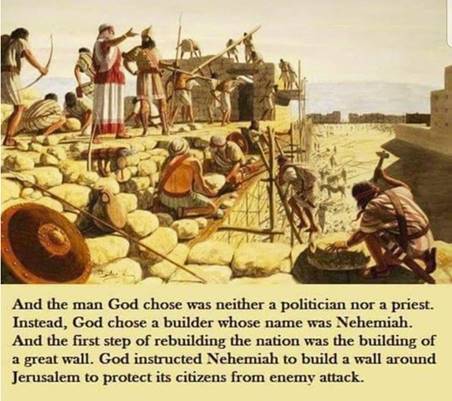 And the man God chose was neither a politician nor a priest.
Instead, God chose a builder whose name was Nehemiah.
And the first step of rebuilding the nation was the building of
a great wall. God instructed Nehemiah to build a wall around
Jerusalem to protect its citizens from enemy attack.